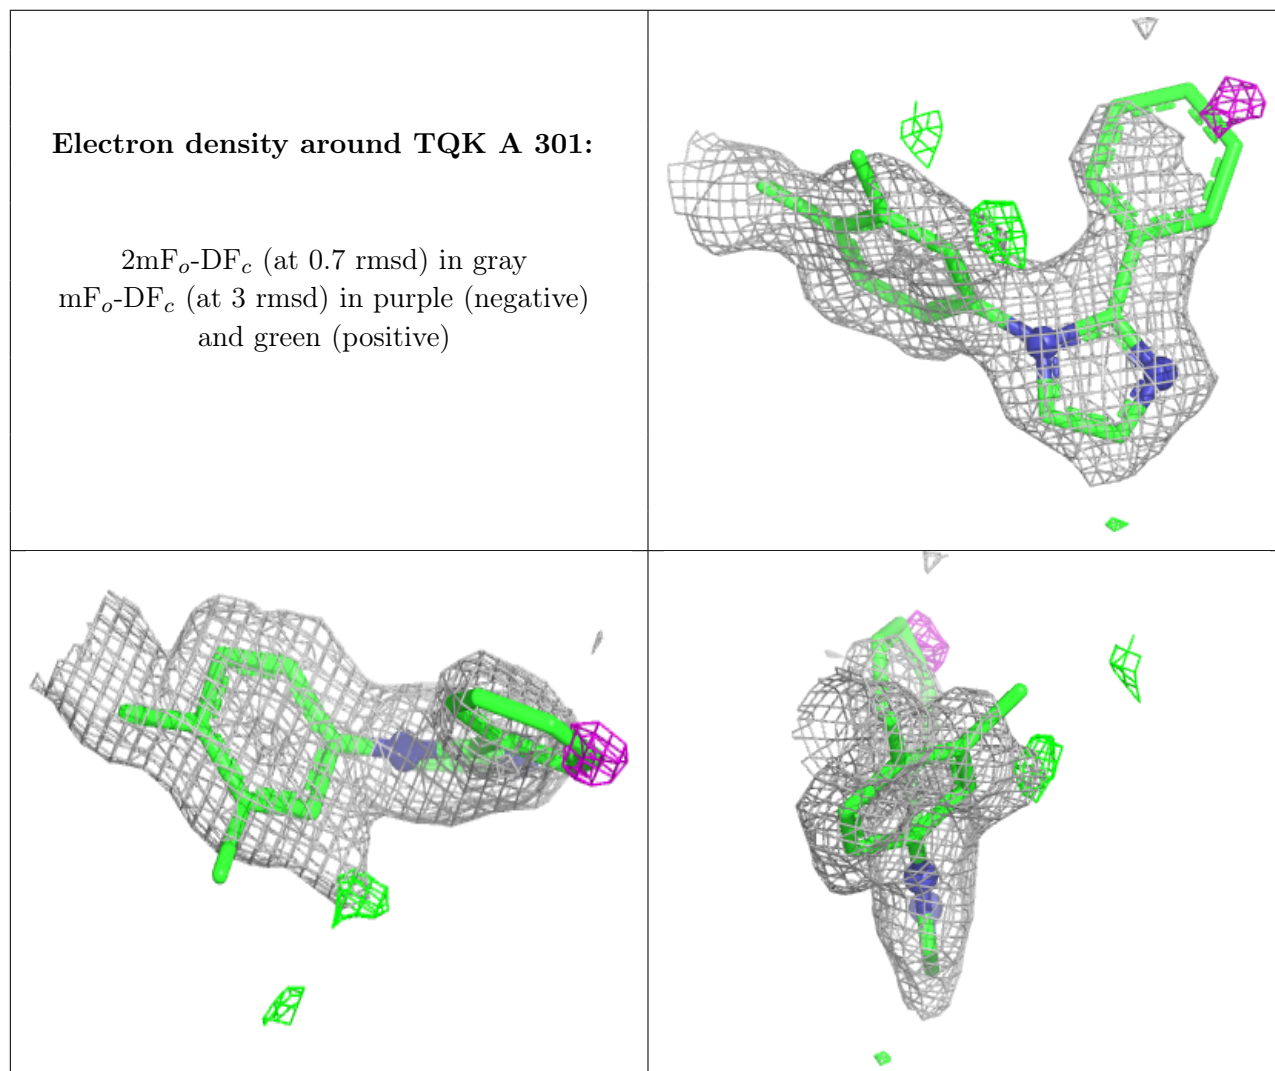 Electron density around TQK A 301:
2mFo-DFc (at 0.7 rmsd) in gray
mFo-DFc (at 3 rmsd) in purple (negative)
and green (positive)